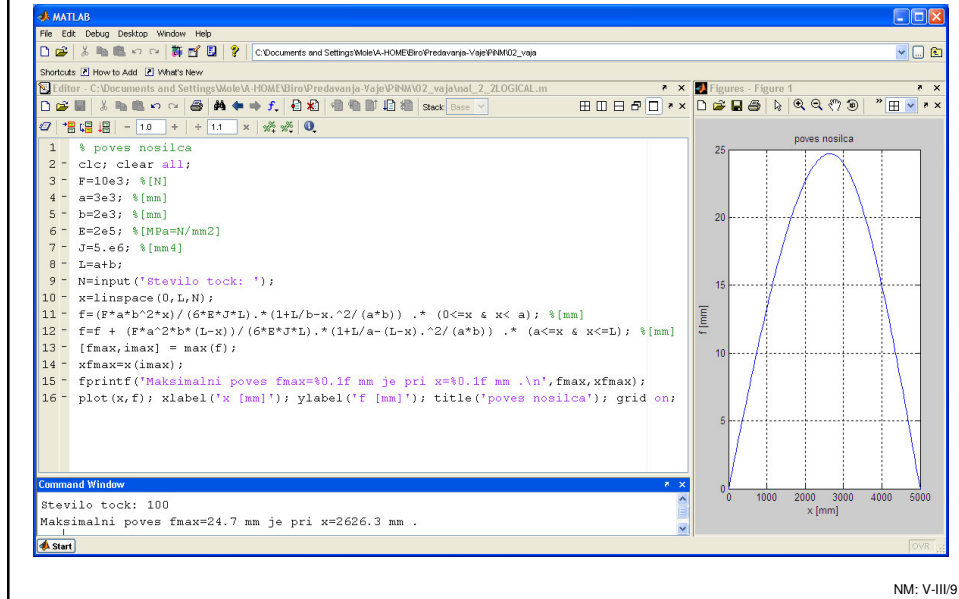 MATLAB
File Edit Debug Desktop Window Help
C:\Documents and Settings\Mole\A-HOME\Biro\Predavanja-Vaje\PiNM\02_vaja
Shortcuts How to Add What's New
Editor - C:\Documents and Settings\Mole\A-HOME\Biro\Predavanja-Vaje\PiNM\02_vaja\nal_2_2LOGICAL.m
Stack: Base
- 1.0 + ÷ 1.1 ×
1 % poves nosilca
2 - clc; clear all;
3 - F=10e3; %[N]
4 - a=3e3; %[mm]
5 - b=2e3; %[mm]
6 - E=2e5; %[MPa=N/mm2]
7 - J=5.e6; %[mm4]
8 - L=a+b;
9 - N=input('Stevilo tock: ');
10 - x=linspace(0,L,N);
11 - f=(F*a*b^2*x)/(6*E*J*L).*(1+L/b-x.^2/(a*b)) .* (0<=x & x< a); %[mm]
12 - f=f + (F*a^2*b*(L-x))/(6*E*J*L).*(1+L/a-(L-x).^2/(a*b)) .* (a<=x & x<=L); %[mm]
13 - [fmax,imax] = max(f);
14 - xfmax=x(imax);
15 - fprintf('Maksimalni poves fmax=%0.1f mm je pri x=%0.1f mm .\n',fmax,xfmax);
16 - plot(x,f); xlabel('x [mm]'); ylabel('f [mm]'); title('poves nosilca'); grid on;
Command Window
Stevilo tock: 100
Maksimalni poves fmax=24.7 mm je pri x=2626.3 mm .
Start
OVR
Figures - Figure 1
poves nosilca
25
20
15
10
5
0
f [mm]
0 1000 2000 3000 4000 5000
x [mm]
NM: V-III/9